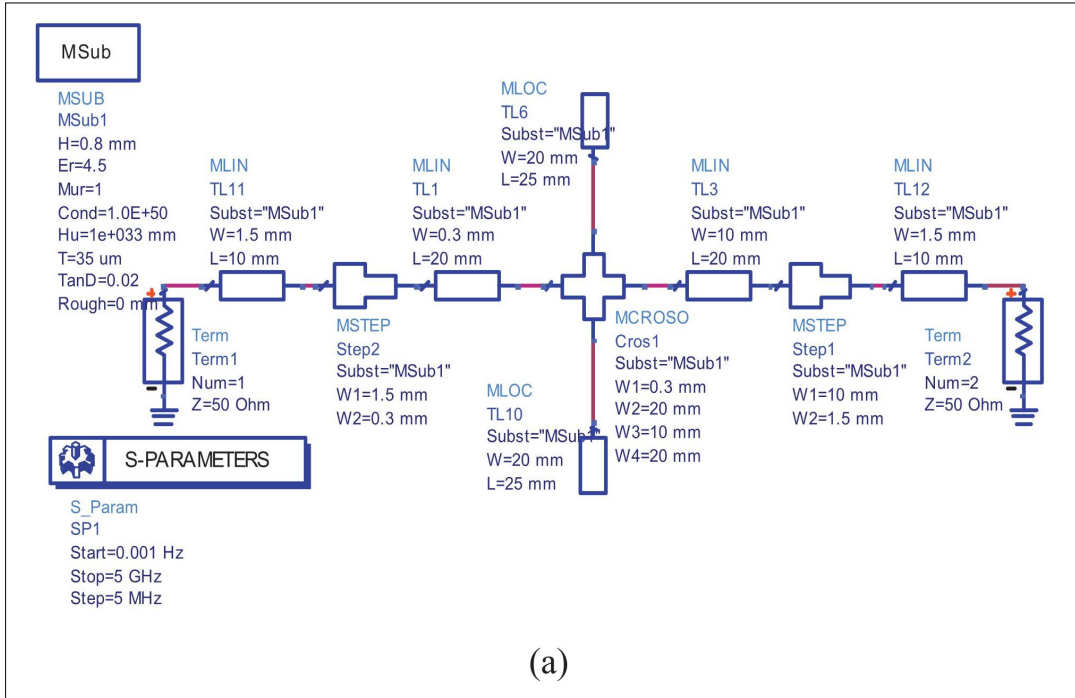 MSub
MSUB
MSub1
H=0.8 mm
Er=4.5
Mur=1
Cond=1.0E+50
Hu=1e+033 mm
T=35 um
TanD=0.02
Rough=0 mm
Term
Term1
Num=1
Z=50 Ohm
MLIN
TL11
Subst="MSub1"
W=1.5 mm
L=10 mm
MSTEP
Step2
Subst="MSub1"
W1=1.5 mm
W2=0.3 mm
MLIN
TL1
Subst="MSub1"
W=0.3 mm
L=20 mm
MLOC
TL6
Subst="MSub1"
W=20 mm
L=25 mm
MLOC
TL10
Subst="MSub1"
W=20 mm
L=25 mm
MCROSO
Cros1
Subst="MSub1"
W1=0.3 mm
W2=20 mm
W3=10 mm
W4=20 mm
MLIN
TL3
Subst="MSub1"
W=10 mm
L=20 mm
MSTEP
Step1
Subst="MSub1"
W1=10 mm
W2=1.5 mm
MLIN
TL12
Subst="MSub1"
W=1.5 mm
L=10 mm
Term
Term2
Num=2
Z=50 Ohm
S-PARAMETERS
S_Param
SP1
Start=0.001 Hz
Stop=5 GHz
Step=5 MHz
(a)